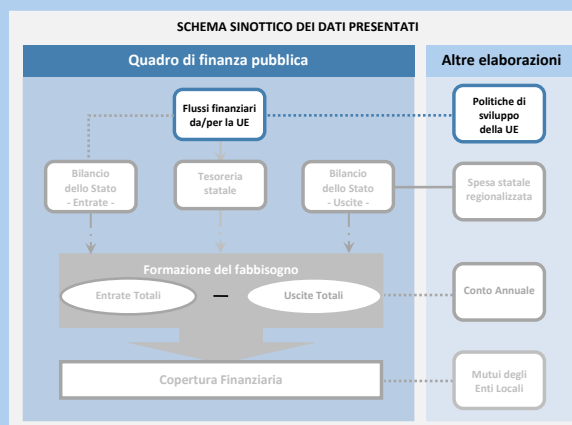 SCHEMA SINOTTICO DEI DATI PRESENTATI
Quadro di finanza pubblica
Altre elaborazioni
Flussi finanziari
da/per la UE
Politiche di
sviluppo
della UE
Bilancio
dello Stato
- Entrate -
Tesoreria
statale
Bilancio
dello Stato
- Uscite -
Spesa statale
regionalizzata
Formazione del fabbisogno
Entrate Totali
—
Uscite Totali
Conto Annuale
Copertura Finanziaria
Mutui degli
Enti Locali